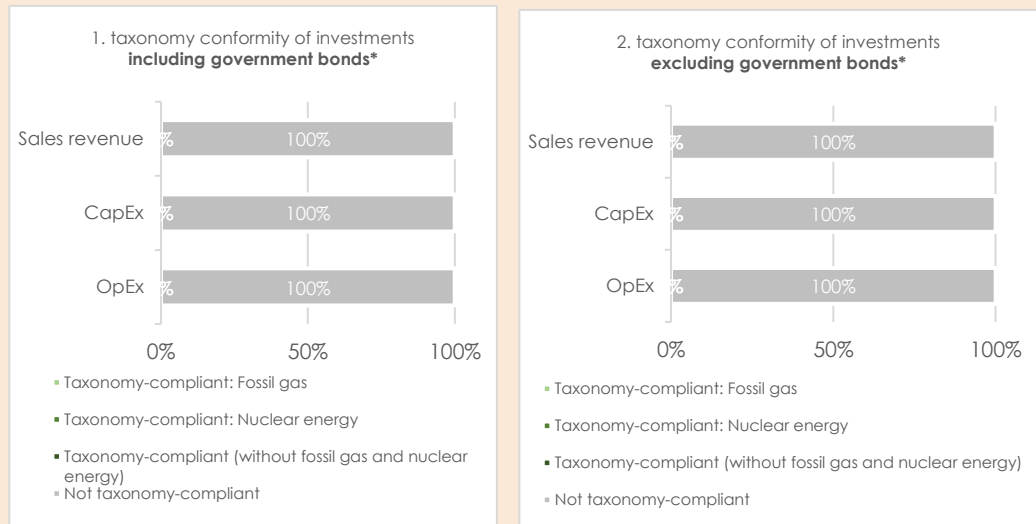 1. taxonomy conformity of investments
including government bonds*
Sales revenue
%
100%
CapEx
%
100%
OpEx
%
100%
0%
50%
100%
Taxonomy-compliant: Fossil gas
Taxonomy-compliant: Nuclear energy
Taxonomy-compliant (without fossil gas and nuclear
energy)
Not taxonomy-compliant
2. taxonomy conformity of investments
excluding government bonds*
Sales revenue
%
100%
CapEx
%
100%
OpEx
%
100%
0%
50%
100%
Taxonomy-compliant: Fossil gas
Taxonomy-compliant: Nuclear energy
Taxonomy-compliant (without fossil gas and nuclear energy)
Not taxonomy-compliant